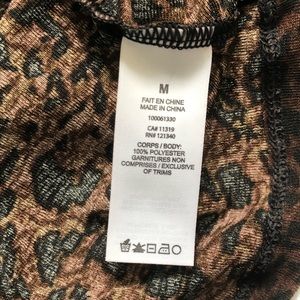 M
FAIT EN CHINE
MADE IN CHINA
100061330
CA# 11319
RN# 121340
CORPS / BODY:
100% POLYESTER
GARNITURES NON
COMPRISES / EXCLUSIVE
OF TRIMS